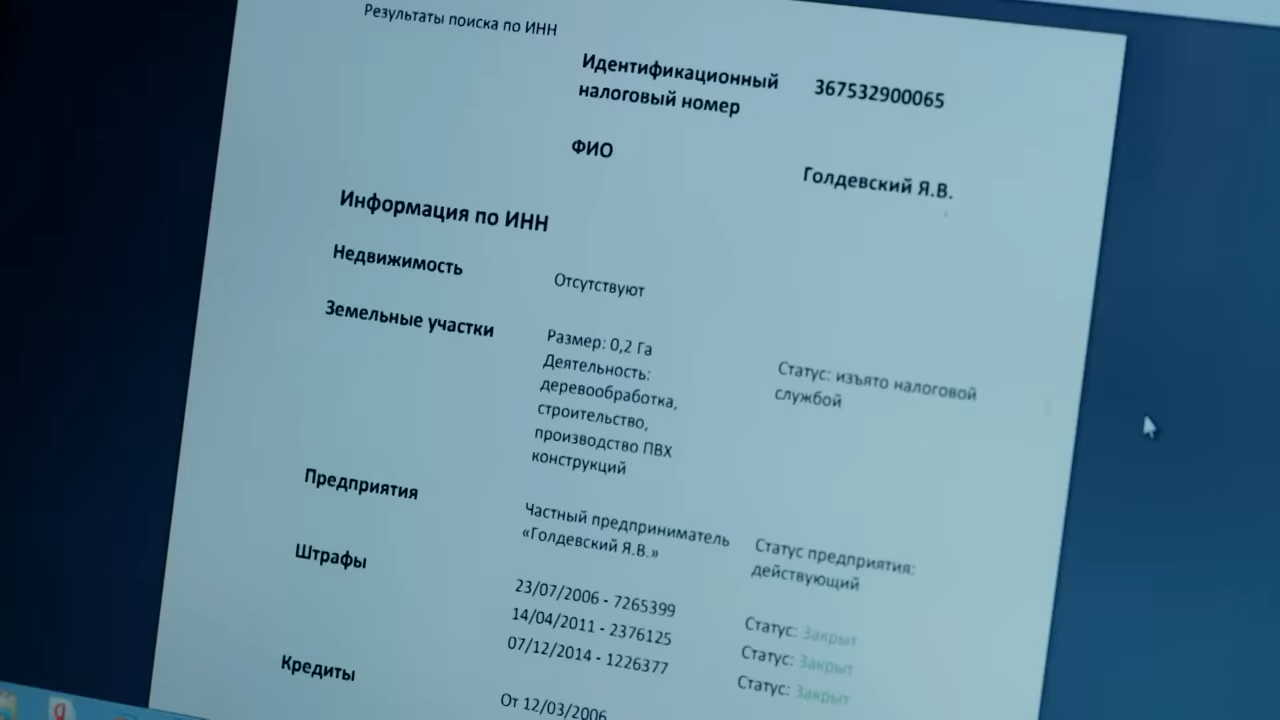 Результаты поиска по ИНН
Идентификационный
налоговый номер
367532900065
ФИО
Голдевский Я.В.
Информация по ИНН
Недвижимость
Отсутствуют
Земельные участки
Размер: 0,2 Га
Деятельность:
деревообработка,
строительство,
производство ПВХ
конструкций
Статус: изъято налоговой
службой
Предприятия
Частный предприниматель
«Голдевский Я.В.»
Статус предприятия:
действующий
Штрафы
23/07/2006 - 7265399
Статус: Закрыт
14/04/2011 - 2376125
Статус: Закрыт
07/12/2014 - 1226377
Статус: Закрыт
Кредиты
От 12/03/2006
Я